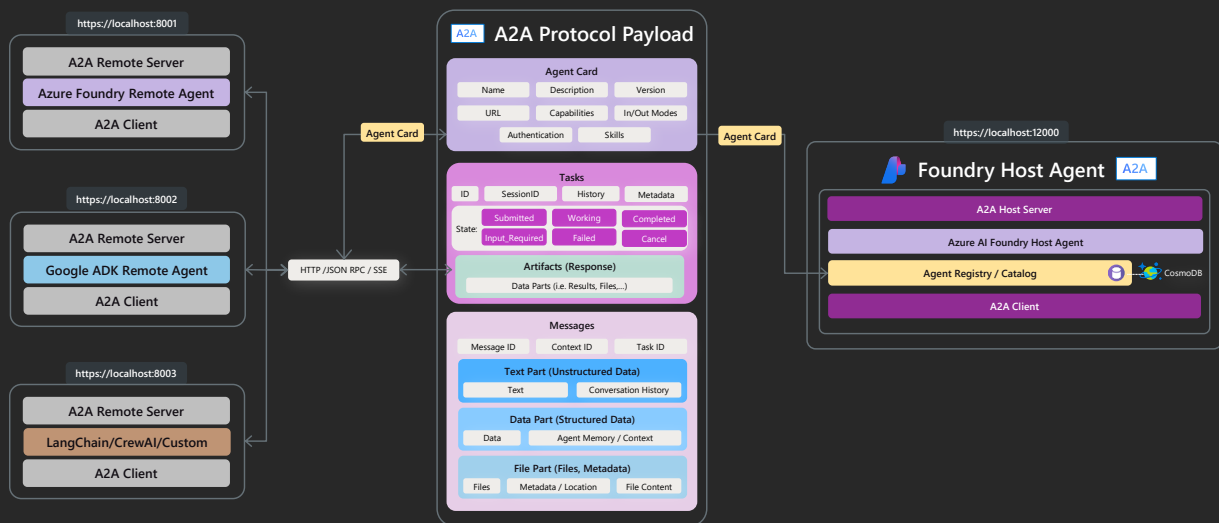 https://localhost:8001
A2A Remote Server
Azure Foundry Remote Agent
A2A Client
https://localhost:8002
A2A Remote Server
Google ADK Remote Agent
A2A Client
https://localhost:8003
A2A Remote Server
LangChain/CrewAI/Custom
A2A Client
Agent Card
HTTP /JSON RPC / SSE
A2A A2A Protocol Payload
Agent Card
Name Description Version
URL Capabilities In/Out Modes
Authentication Skills
Tasks
ID SessionID History Metadata
State: Submitted Working Completed
Input_Required Failed Cancel
Artifacts (Response)
Data Parts (i.e. Results, Files,...)
Messages
Message ID Context ID Task ID
Text Part (Unstructured Data)
Text Conversation History
Data Part (Structured Data)
Data Agent Memory / Context
File Part (Files, Metadata)
Files Metadata / Location File Content
Agent Card
https://localhost:12000
Foundry Host Agent A2A
A2A Host Server
Azure AI Foundry Host Agent
Agent Registry / Catalog CosmoDB
A2A Client